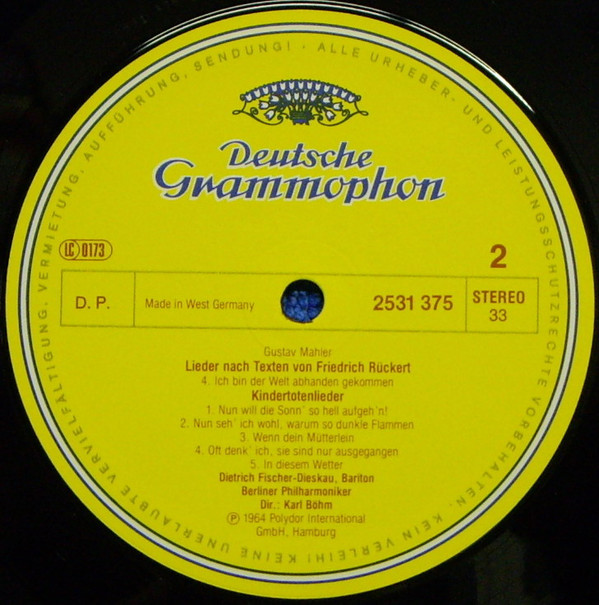 ALLE URHEBER- UND LEISTUNGSSCHUTZRECHTE VORBEHALTEN. KEIN VERLEIH! KEINE UNERLAUBTE VERVIELFÄLTIGUNG, VERMIETUNG, AUFFÜHRUNG, SENDUNG! ·
Deutsche
Grammophon
LC 0173
2
D. P.
Made in West Germany
2531 375
STEREO
33
Gustav Mahler
Lieder nach Texten von Friedrich Rückert
4. Ich bin der Welt abhanden gekommen
Kindertotenlieder
1. Nun will die Sonn' so hell aufgeh'n!
2. Nun seh' ich wohl, warum so dunkle Flammen
3. Wenn dein Mütterlein
4. Oft denk' ich, sie sind nur ausgegangen
5. In diesem Wetter
Dietrich Fischer-Dieskau, Bariton
Berliner Philharmoniker
Dir.: Karl Böhm
Ⓟ 1964 Polydor International
GmbH, Hamburg